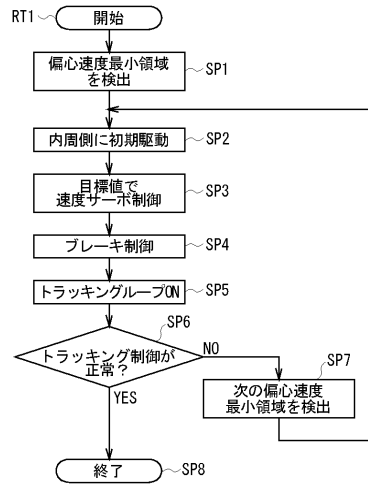 RT1
開始
偏心速度最小領域
を検出
SP1
内周側に初期駆動
SP2
目標値で
速度サーボ制御
SP3
ブレーキ制御
SP4
トラッキングループON
SP5
SP6
トラッキング制御が
正常？
NO
YES
SP7
次の偏心速度
最小領域を検出
終了
SP8